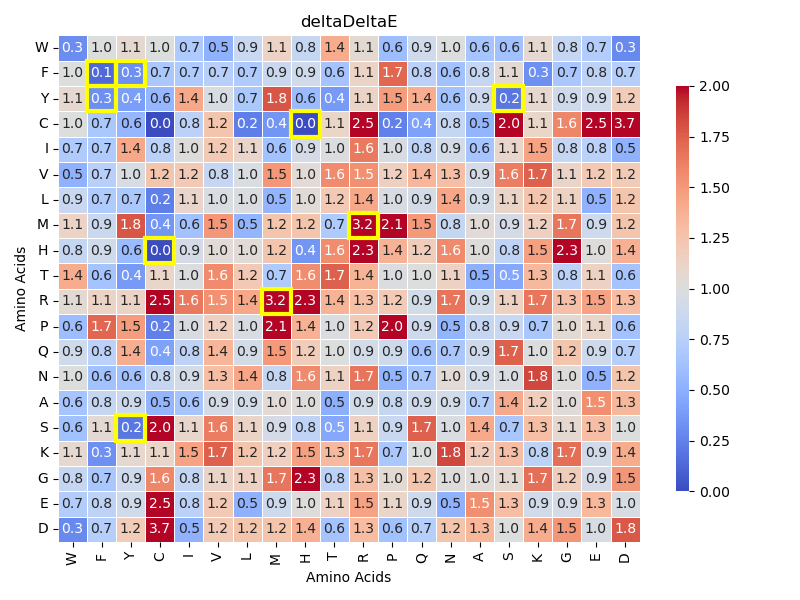 deltaDeltaE
W 0.3 1.0 1.1 1.0 0.7 0.5 0.9 1.1 0.8 1.4 1.1 0.6 0.9 1.0 0.6 0.6 1.1 0.8 0.7 0.3
F 1.0 0.1 0.3 0.7 0.7 0.7 0.7 0.9 0.9 0.6 1.1 1.7 0.8 0.6 0.8 1.1 0.3 0.7 0.8 0.7
Y 1.1 0.3 0.4 0.6 1.4 1.0 0.7 1.8 0.6 0.4 1.1 1.5 1.4 0.6 0.9 0.2 1.1 0.9 0.9 1.2
C 1.0 0.7 0.6 0.0 0.8 1.2 0.2 0.4 0.0 1.1 2.5 0.2 0.4 0.8 0.5 2.0 1.1 1.6 2.5 3.7
I 0.7 0.7 1.4 0.8 1.0 1.2 1.1 0.6 0.9 1.0 1.6 1.0 0.8 0.9 0.6 1.1 1.5 0.8 0.8 0.5
V 0.5 0.7 1.0 1.2 1.2 0.8 1.0 1.5 1.0 1.6 1.5 1.2 1.4 1.3 0.9 1.6 1.7 1.1 1.2 1.2
L 0.9 0.7 0.7 0.2 1.1 1.0 1.0 0.5 1.0 1.2 1.4 1.0 0.9 1.4 0.9 1.1 1.2 1.1 0.5 1.2
M 1.1 0.9 1.8 0.4 0.6 1.5 0.5 1.2 1.2 0.7 3.2 2.1 1.5 0.8 1.0 0.9 1.2 1.7 0.9 1.2
H 0.8 0.9 0.6 0.0 0.9 1.0 1.0 1.2 0.4 1.6 2.3 1.4 1.2 1.6 1.0 0.8 1.5 2.3 1.0 1.4
T 1.4 0.6 0.4 1.1 1.0 1.6 1.2 0.7 1.6 1.7 1.4 1.0 1.0 1.1 0.5 0.5 1.3 0.8 1.1 0.6
R 1.1 1.1 1.1 2.5 1.6 1.5 1.4 3.2 2.3 1.4 1.3 1.2 0.9 1.7 0.9 1.1 1.7 1.3 1.5 1.3
P 0.6 1.7 1.5 0.2 1.0 1.2 1.0 2.1 1.4 1.0 1.2 2.0 0.9 0.5 0.8 0.9 0.7 1.0 1.1 0.6
Q 0.9 0.8 1.4 0.4 0.8 1.4 0.9 1.5 1.2 1.0 0.9 0.9 0.6 0.7 0.9 1.7 1.0 1.2 0.9 0.7
N 1.0 0.6 0.6 0.8 0.9 1.3 1.4 0.8 1.6 1.1 1.7 0.5 0.7 1.0 0.9 1.0 1.8 1.0 0.5 1.2
A 0.6 0.8 0.9 0.5 0.6 0.9 0.9 1.0 1.0 0.5 0.9 0.8 0.9 0.9 0.7 1.4 1.2 1.0 1.5 1.3
S 0.6 1.1 0.2 2.0 1.1 1.6 1.1 0.9 0.8 0.5 1.1 0.9 1.7 1.0 1.4 0.7 1.3 1.1 1.3 1.0
K 1.1 0.3 1.1 1.1 1.5 1.7 1.2 1.2 1.5 1.3 1.7 0.7 1.0 1.8 1.2 1.3 0.8 1.7 0.9 1.4
G 0.8 0.7 0.9 1.6 0.8 1.1 1.1 1.7 2.3 0.8 1.3 1.0 1.2 1.0 1.0 1.1 1.7 1.2 0.9 1.5
E 0.7 0.8 0.9 2.5 0.8 1.2 0.5 0.9 1.0 1.1 1.5 1.1 0.9 0.5 1.5 1.3 0.9 0.9 1.3 1.0
D 0.3 0.7 1.2 3.7 0.5 1.2 1.2 1.2 1.4 0.6 1.3 0.6 0.7 1.2 1.3 1.0 1.4 1.5 1.0 1.8
W F Y C I V L M H T R P Q N A S K G E D
Amino Acids
Amino Acids
2.00
1.75
1.50
1.25
1.00
0.75
0.50
0.25
0.00